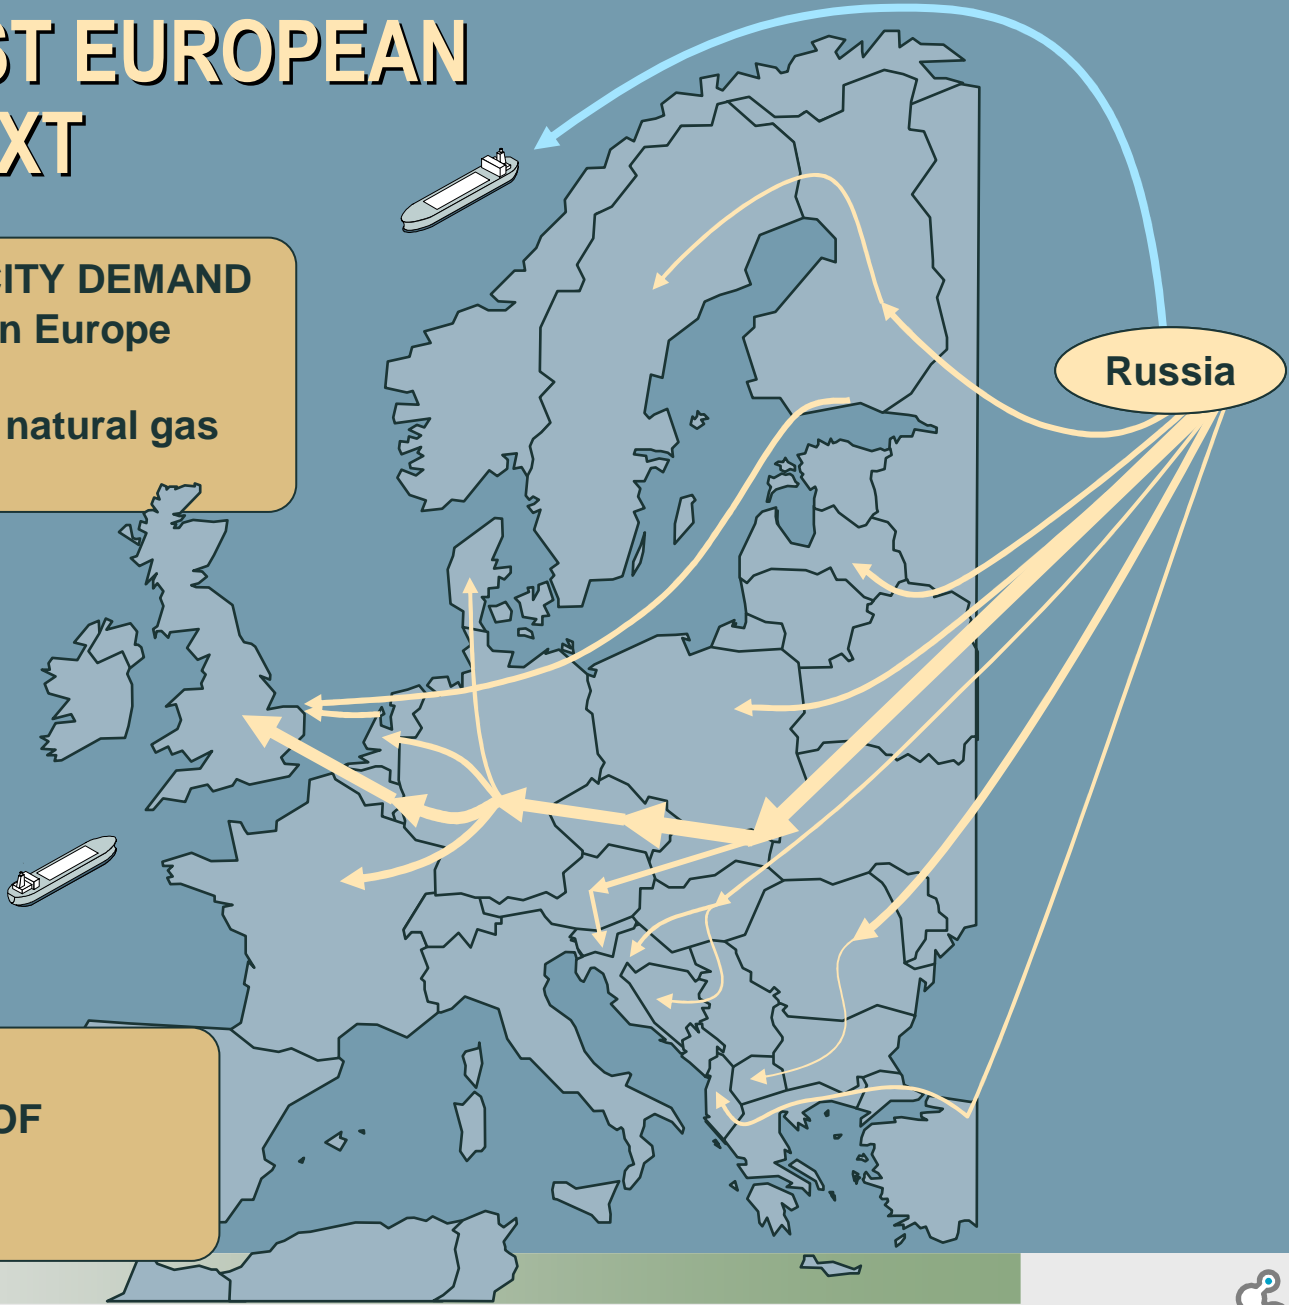 ST EUROPEAN
XT
CITY DEMAND
n Europe
natural gas
Russia
OF